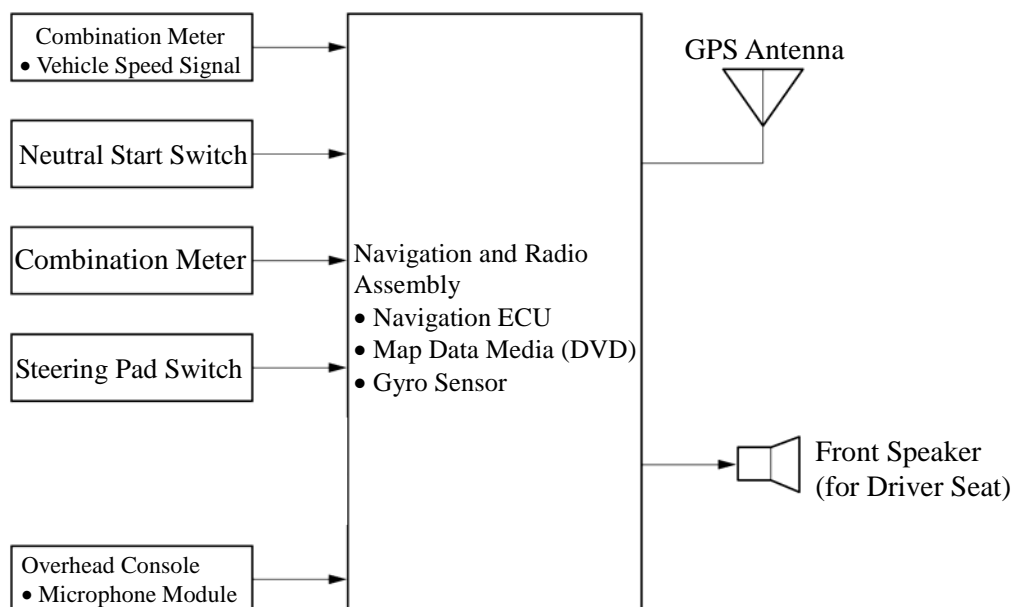 Combination Meter
• Vehicle Speed Signal
Neutral Start Switch
Combination Meter
Steering Pad Switch
Overhead Console
• Microphone Module
Navigation and Radio
Assembly
• Navigation ECU
• Map Data Media (DVD)
• Gyro Sensor
GPS Antenna
Front Speaker
(for Driver Seat)